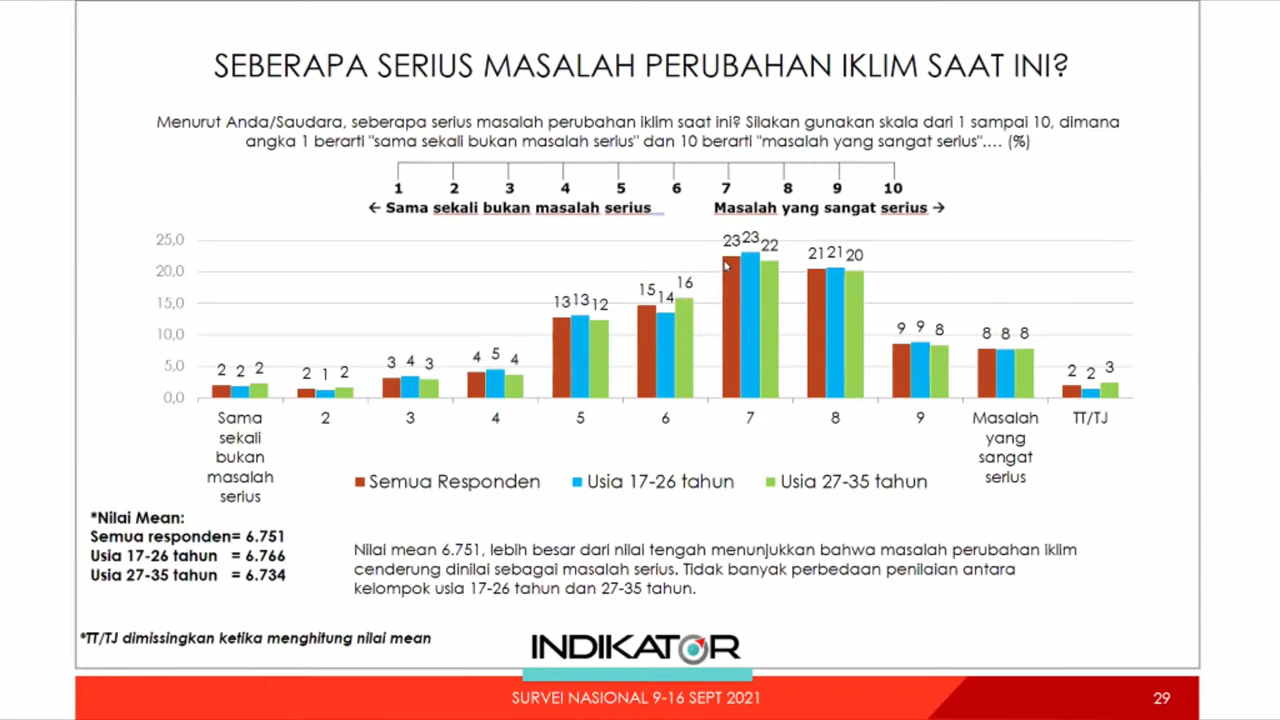 SEBERAPA SERIUS MASALAH PERUBAHAN IKLIM SAAT INI?
Menurut Anda/Saudara, seberapa serius masalah perubahan iklim saat ini? Silakan gunakan skala dari 1 sampai 10, dimana
angka 1 berarti "sama sekali bukan masalah serius" dan 10 berarti "masalah yang sangat serius".... (%)
1 2 3 4 5 6 7 8 9 10
← Sama sekali bukan masalah serius Masalah yang sangat serius →
25,0
20,0
15,0
10,0
5,0
0,0
2 2 2
2 1 2
3 4 3
4 5 4
13 13 12
15 14 16
23 23 22
21 21 20
9 9 8
8 8 8
2 2 3
Sama
sekali
bukan
masalah
serius
2 3 4 5 6 7 8 9
Masalah
yang
sangat
serius
TT/TJ
Semua Responden Usia 17-26 tahun Usia 27-35 tahun
*Nilai Mean:
Semua responden= 6.751
Usia 17-26 tahun = 6.766
Usia 27-35 tahun = 6.734
Nilai mean 6.751, lebih besar dari nilai tengah menunjukkan bahwa masalah perubahan iklim
cenderung dinilai sebagai masalah serius. Tidak banyak perbedaan penilaian antara
kelompok usia 17-26 tahun dan 27-35 tahun.
*TT/TJ dimissingkan ketika menghitung nilai mean
INDIKATOR
SURVEI NASIONAL 9-16 SEPT 2021
29